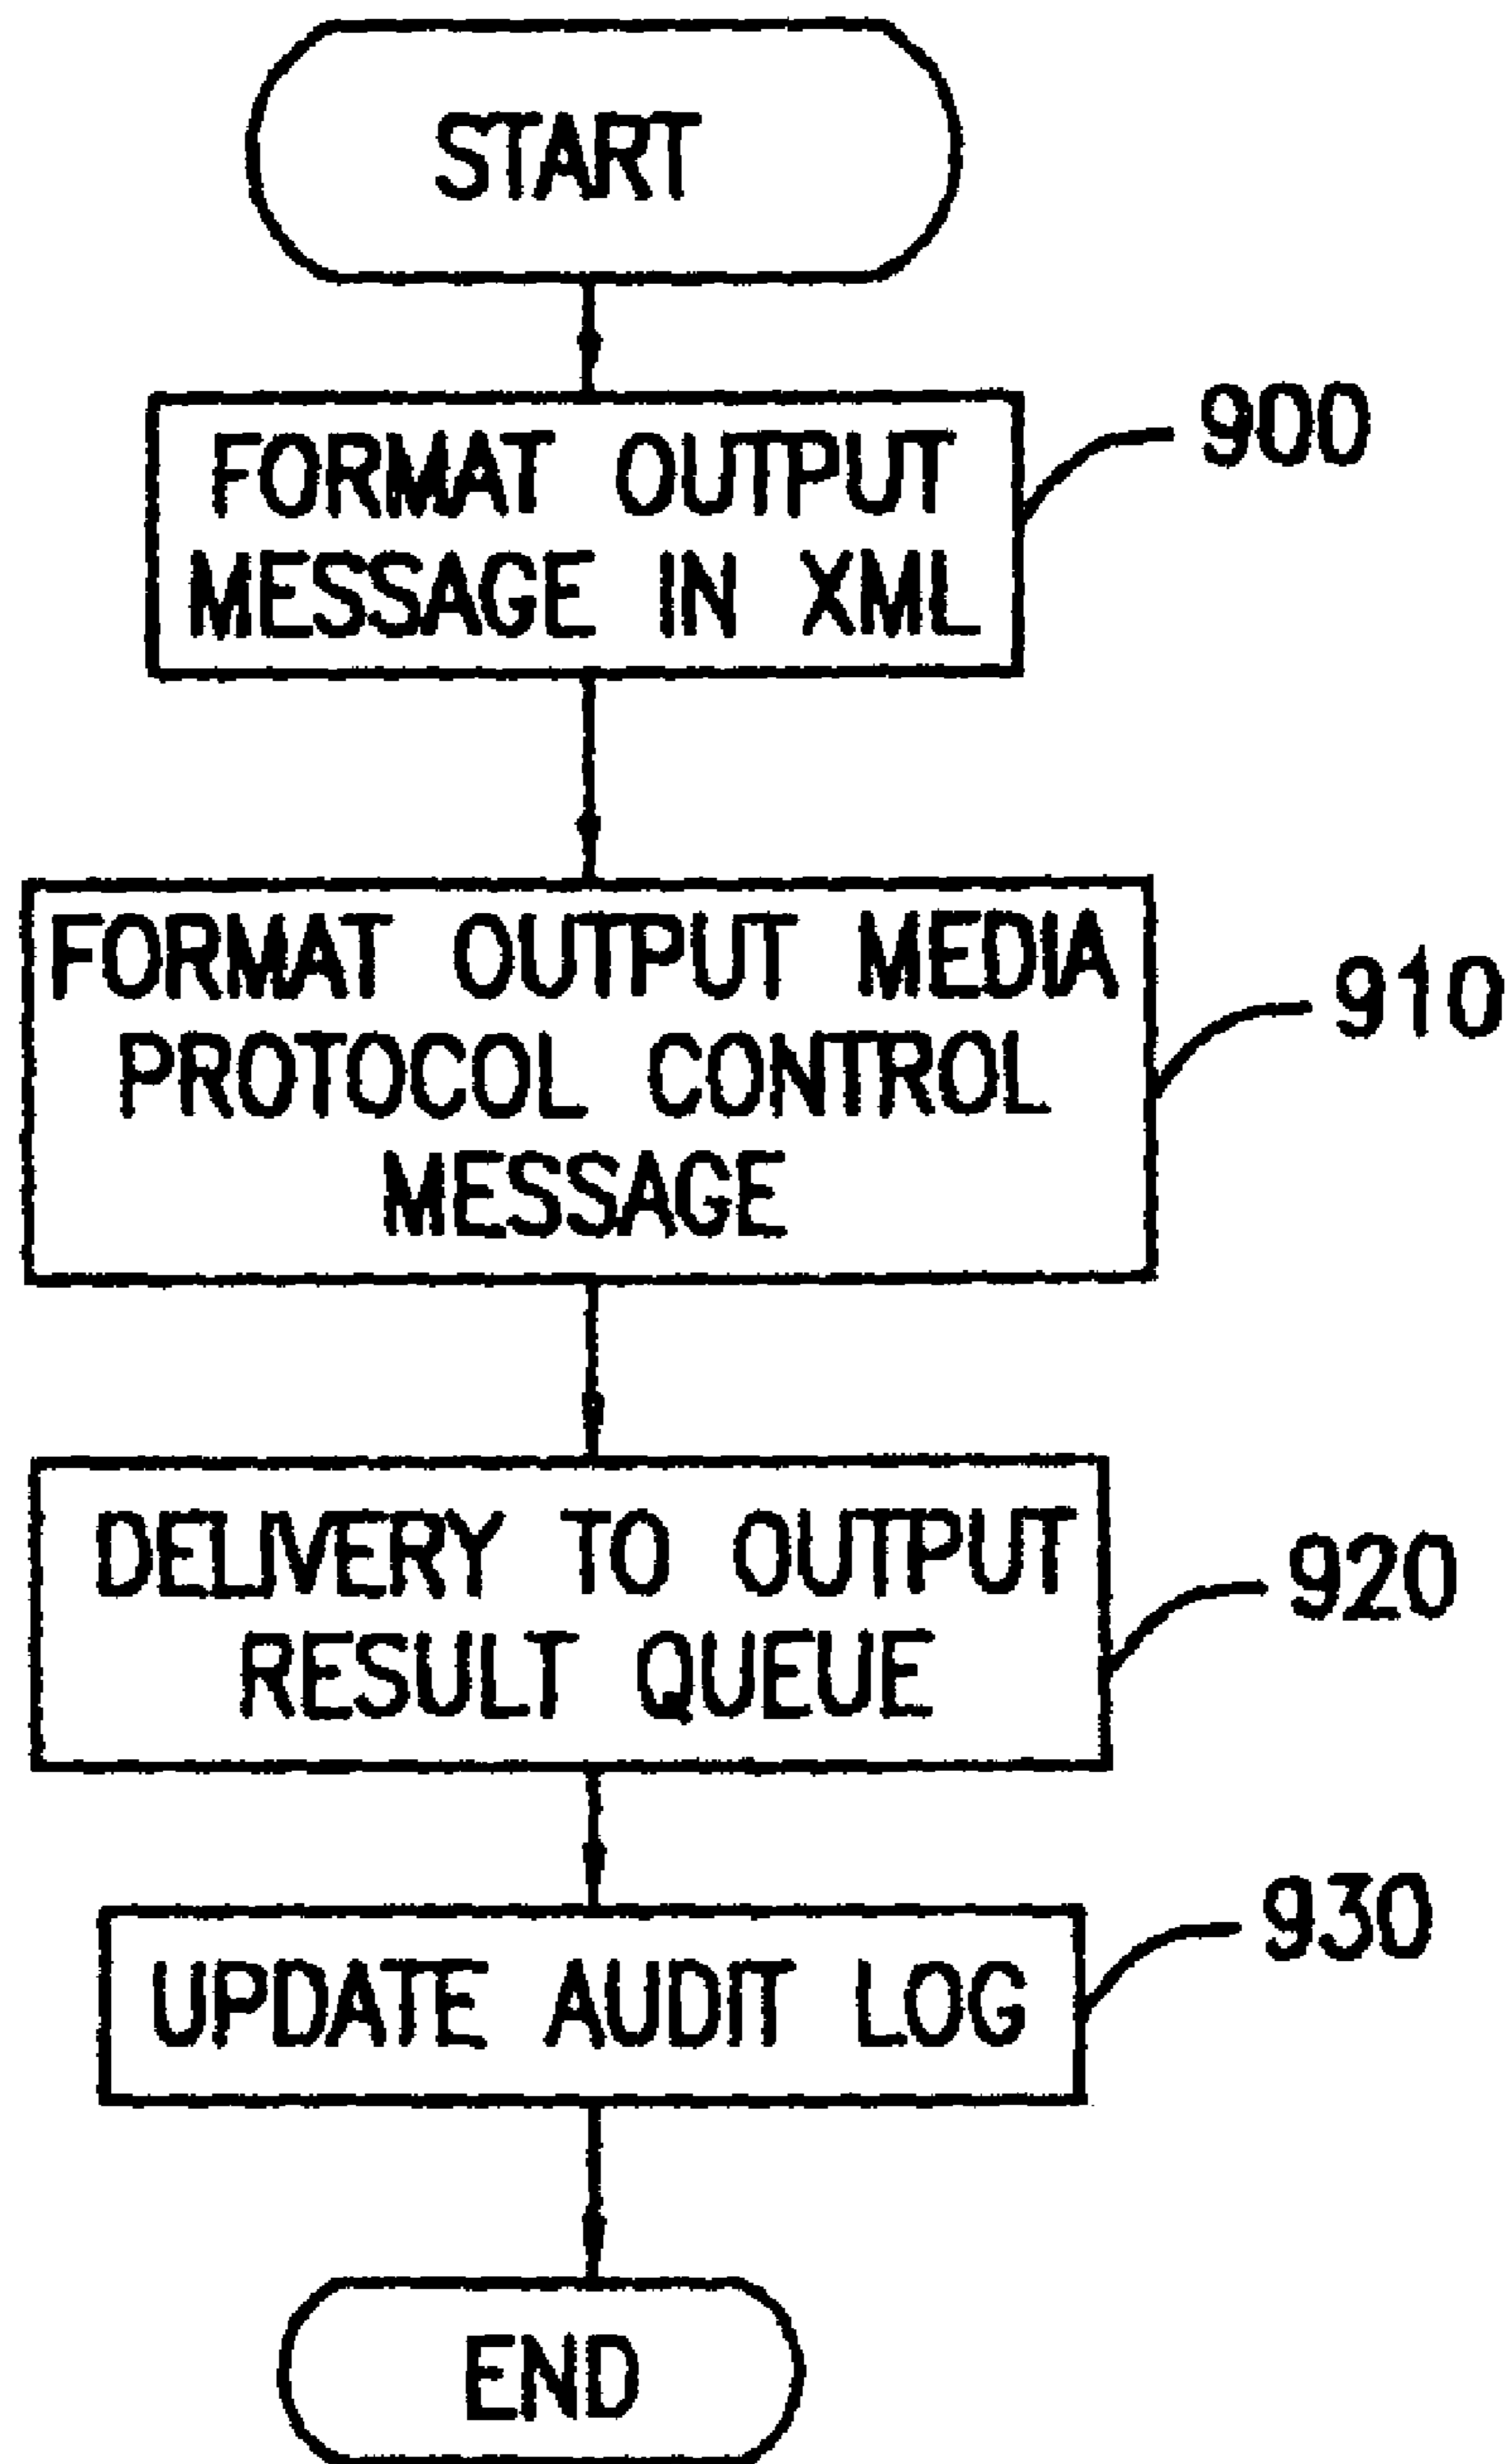 START
FORMAT OUTPUT
MESSAGE IN XML
900
FORMAT OUTPUT MEDIA
PROTOCOL CONTROL
MESSAGE
910
DELIVERY TO OUTPUT
RESULT QUEUE
920
UPDATE AUDIT LOG
930
END